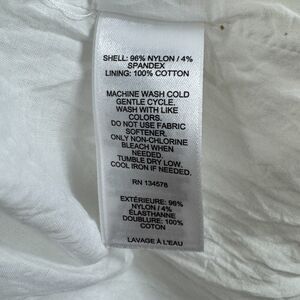 SHELL: 96% NYLON / 4%
SPANDEX
LINING: 100% COTTON
MACHINE WASH COLD
GENTLE CYCLE.
WASH WITH LIKE
COLORS.
DO NOT USE FABRIC
SOFTENER.
ONLY NON-CHLORINE
BLEACH WHEN
NEEDED.
TUMBLE DRY LOW.
COOL IRON IF NEEDED.
RN 134576
EXTÉRIEURE: 96%
NYLON / 4%
ÉLASTHANNE
DOUBLURE: 100%
COTON
LAVAGE À L'EAU